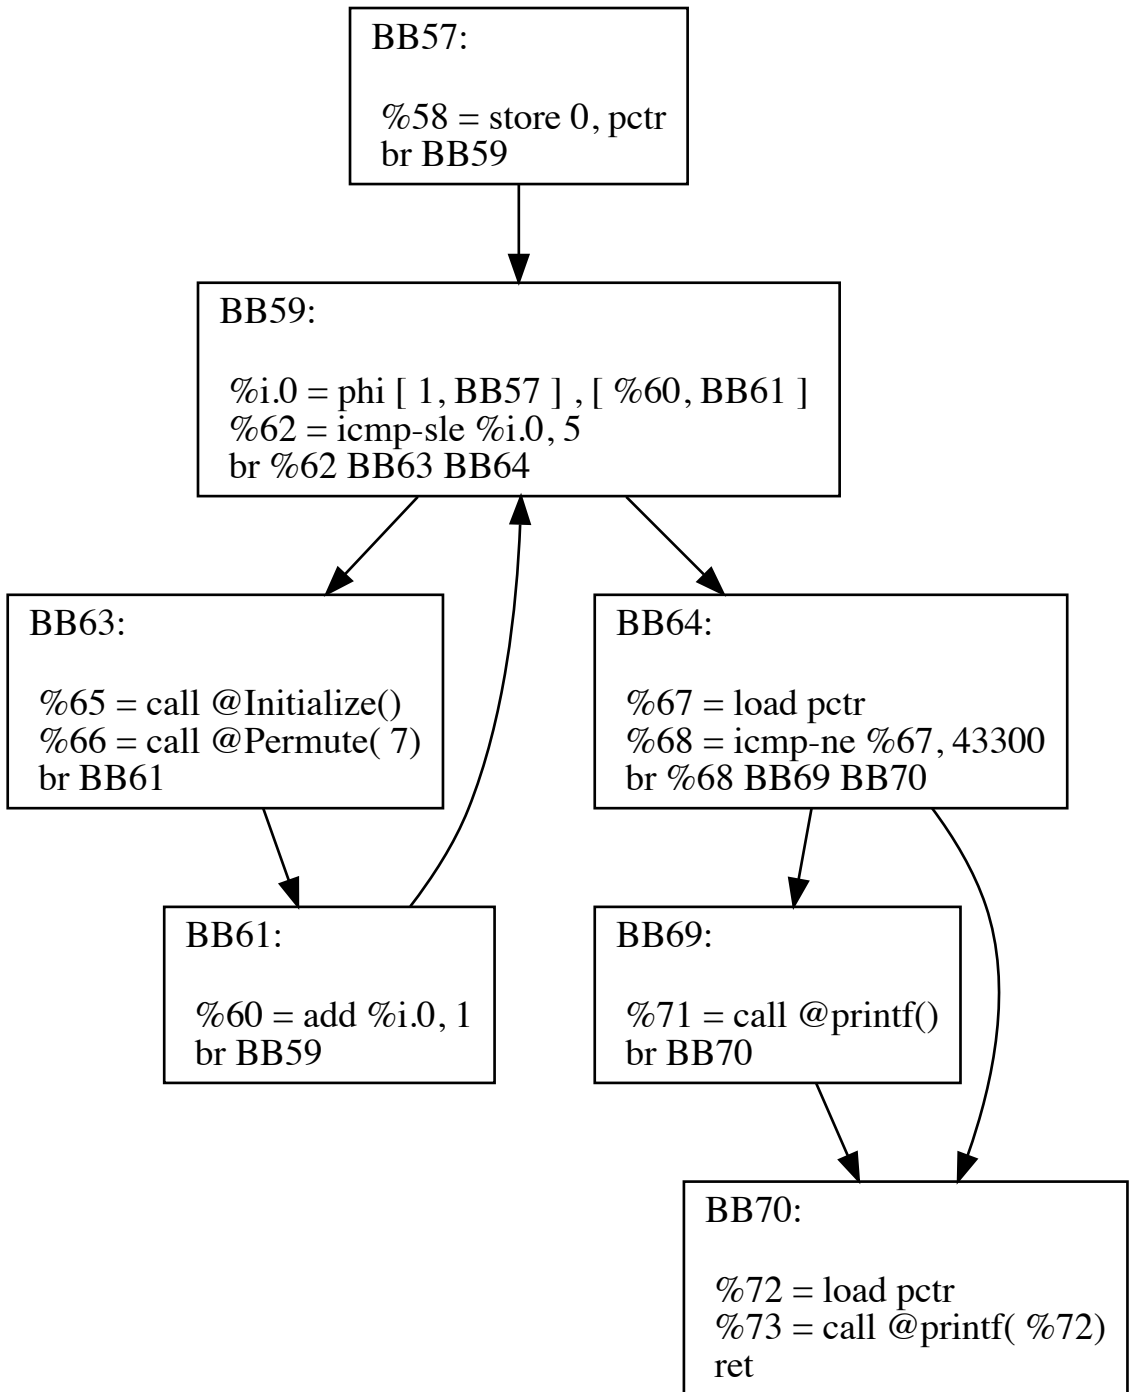 BB57:
%58 = store 0, pctr
br BB59
BB59:
%i.0 = phi [ 1, BB57 ] , [ %60, BB61 ]
%62 = icmp-sle %i.0, 5
br %62 BB63 BB64
BB63:
%65 = call @Initialize()
%66 = call @Permute( 7)
br BB61
BB64:
%67 = load pctr
%68 = icmp-ne %67, 43300
br %68 BB69 BB70
BB61:
%60 = add %i.0, 1
br BB59
BB69:
%71 = call @printf()
br BB70
BB70:
%72 = load pctr
%73 = call @printf( %72)
ret